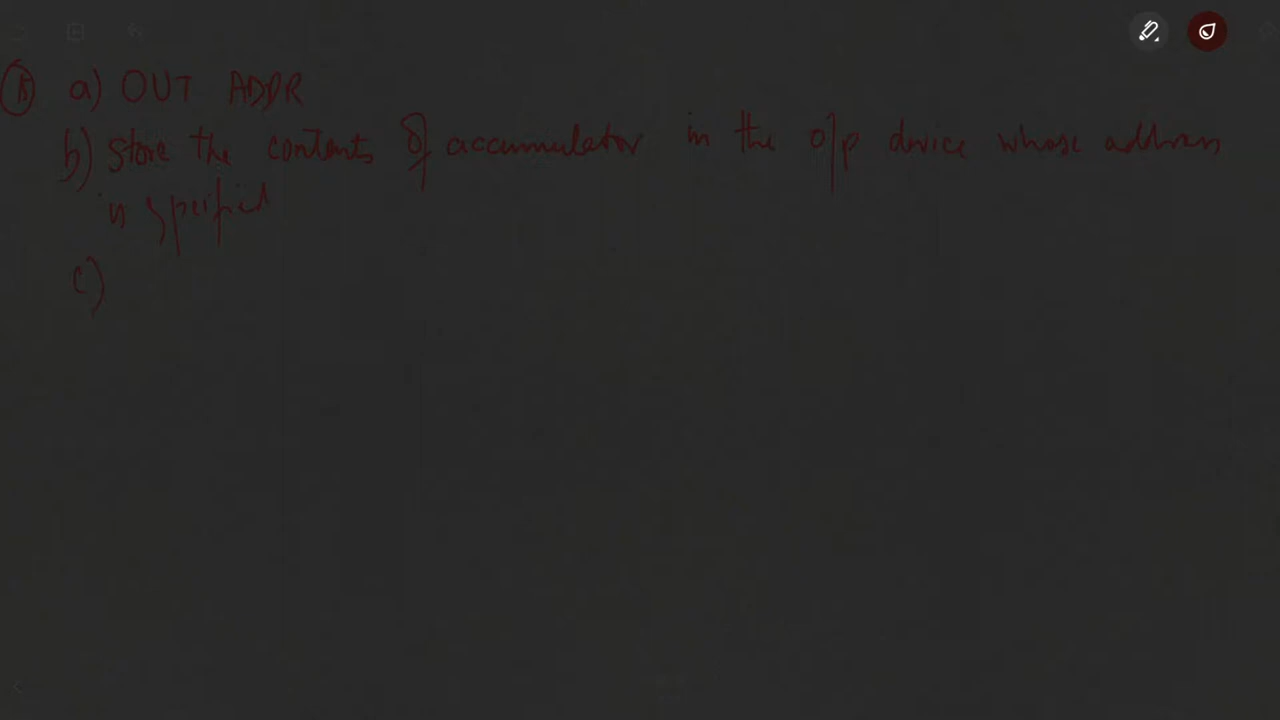 a) OUT ADDR
b) store the contents of accumulator in the o/p device whose address
is specified
c)